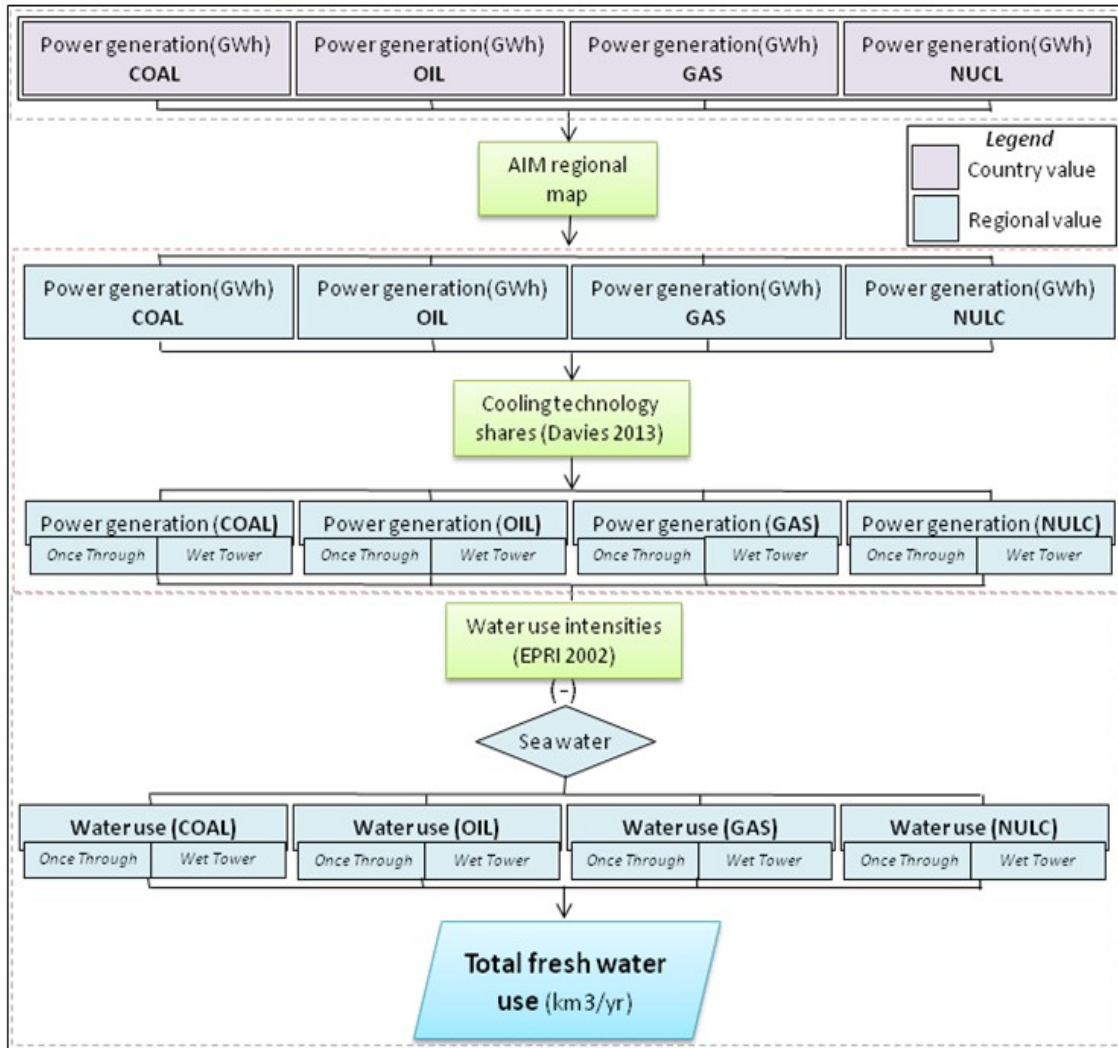 Power generation(GWh)
COAL
Power generation(GWh)
OIL
Power generation(GWh)
GAS
Power generation(GWh)
NUCL
Legend
Country value
Regional value
AIM regional
map
Power generation(GWh)
COAL
Power generation(GWh)
OIL
Power generation(GWh)
GAS
Power generation(GWh)
NULC
Cooling technology
shares (Davies 2013)
Power generation (COAL)
Once Through
Wet Tower
Power generation (OIL)
Once Through
Wet Tower
Power generation (GAS)
Once Through
Wet Tower
Power generation (NULC)
Once Through
Wet Tower
Water use intensities
(EPRI 2002)
(-)
Sea water
Water use (COAL)
Once Through
Wet Tower
Water use (OIL)
Once Through
Wet Tower
Water use (GAS)
Once Through
Wet Tower
Water use (NULC)
Once Through
Wet Tower
Total fresh water
use (km3/yr)